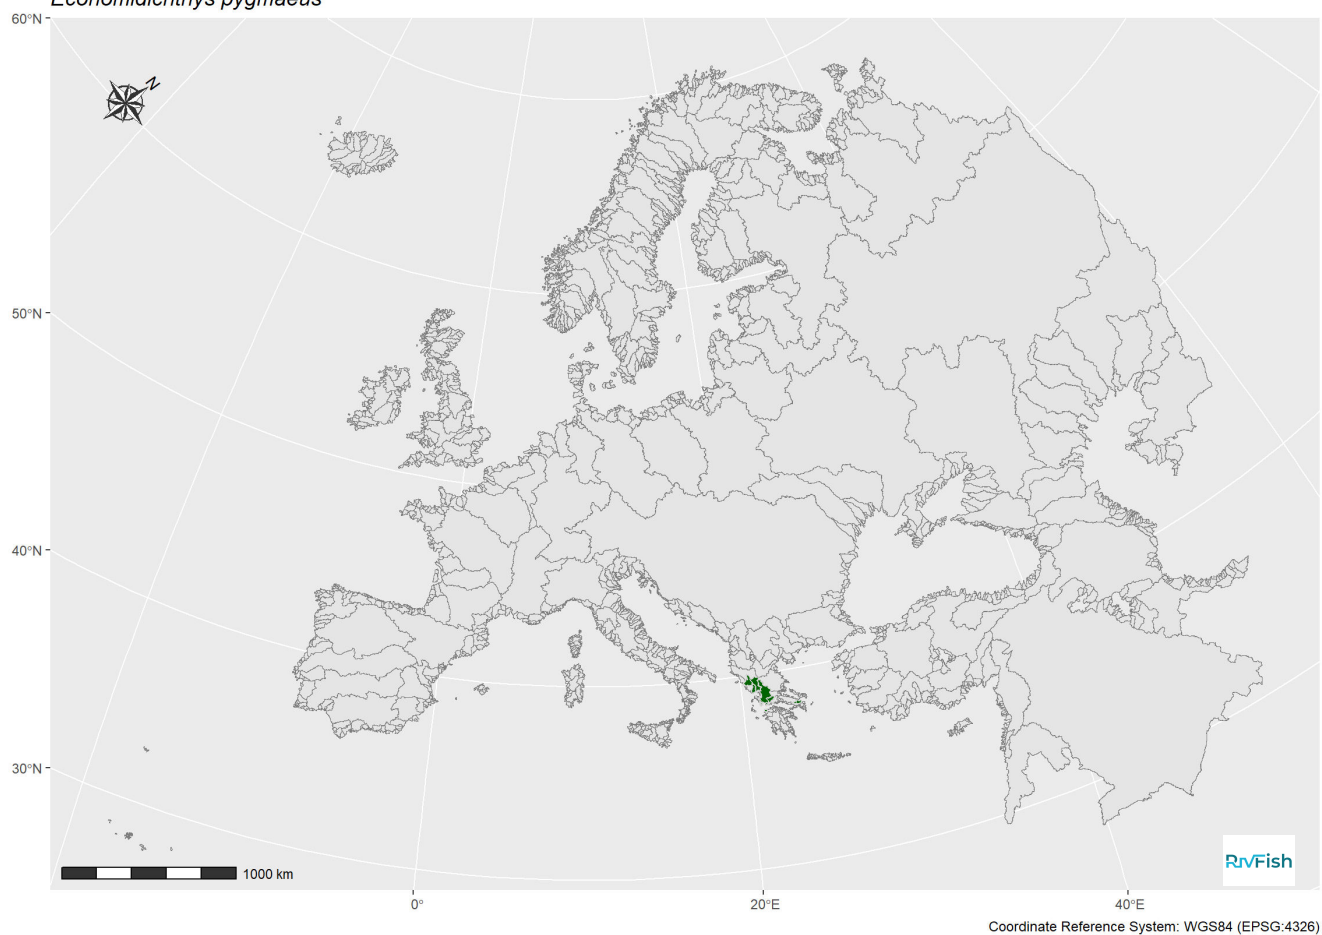 Economidichthys pygmaeus
60°N
N
50°N
40°N
30°N
1000 km
RIVFish
0°
20°E
40°E
Coordinate Reference System: WGS84 (EPSG:4326)